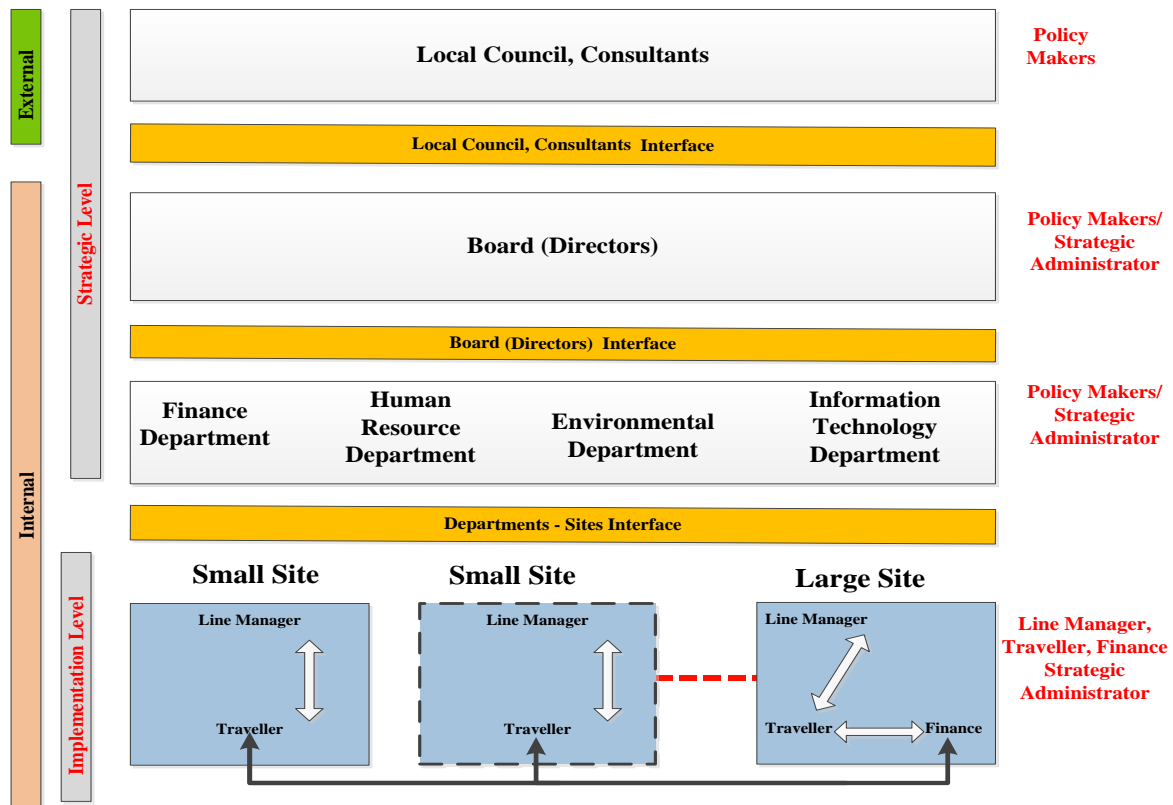 External
Internal
Strategic Level
Implementation Level
Local Council, Consultants
Policy
Makers
Local Council, Consultants Interface
Board (Directors)
Policy Makers/
Strategic
Administrator
Board (Directors) Interface
Finance
Department
Human
Resource
Department
Environmental
Department
Information
Technology
Department
Policy Makers/
Strategic
Administrator
Departments - Sites Interface
Small Site
Line Manager
Traveller
Small Site
Line Manager
Traveller
Large Site
Line Manager
Traveller
Finance
Line Manager,
Traveller, Finance
Strategic
Administrator